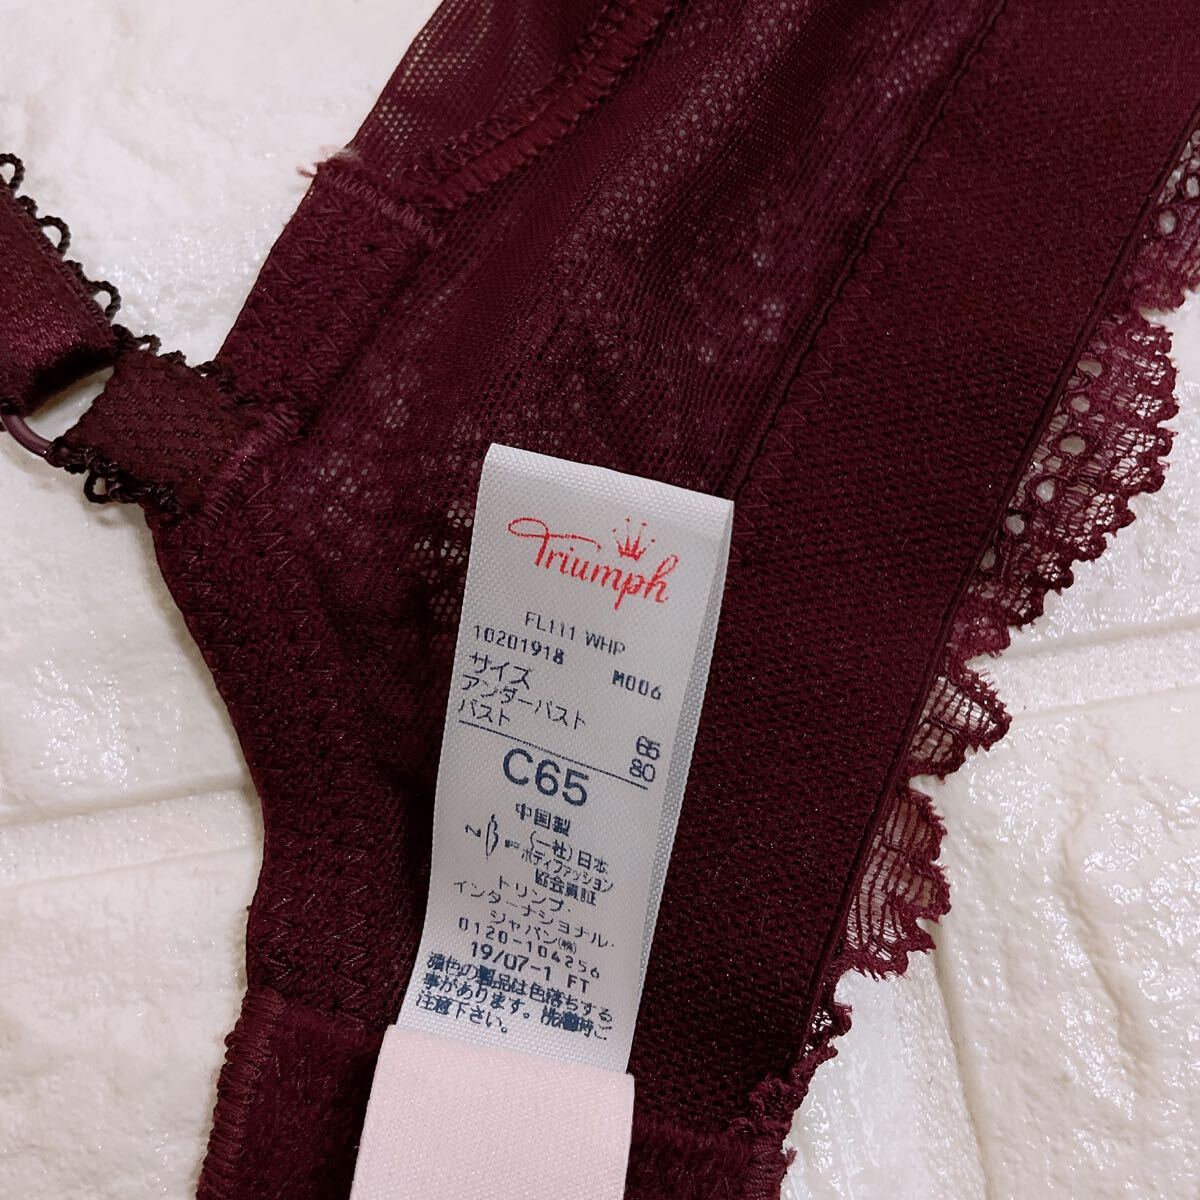 Triumph
FL111 WHP
10201918 M006
サイズ
アンダーバスト 65
バスト 80
C65
中国製
(一社)日本
NBF ボディファッション
協会員証
トリンプ・
インターナショナル・
ジャパン㈱
0120-104256
19/07-1 FT
濃色の製品は色落ちする
事があります。洗濯時ご
注意下さい。